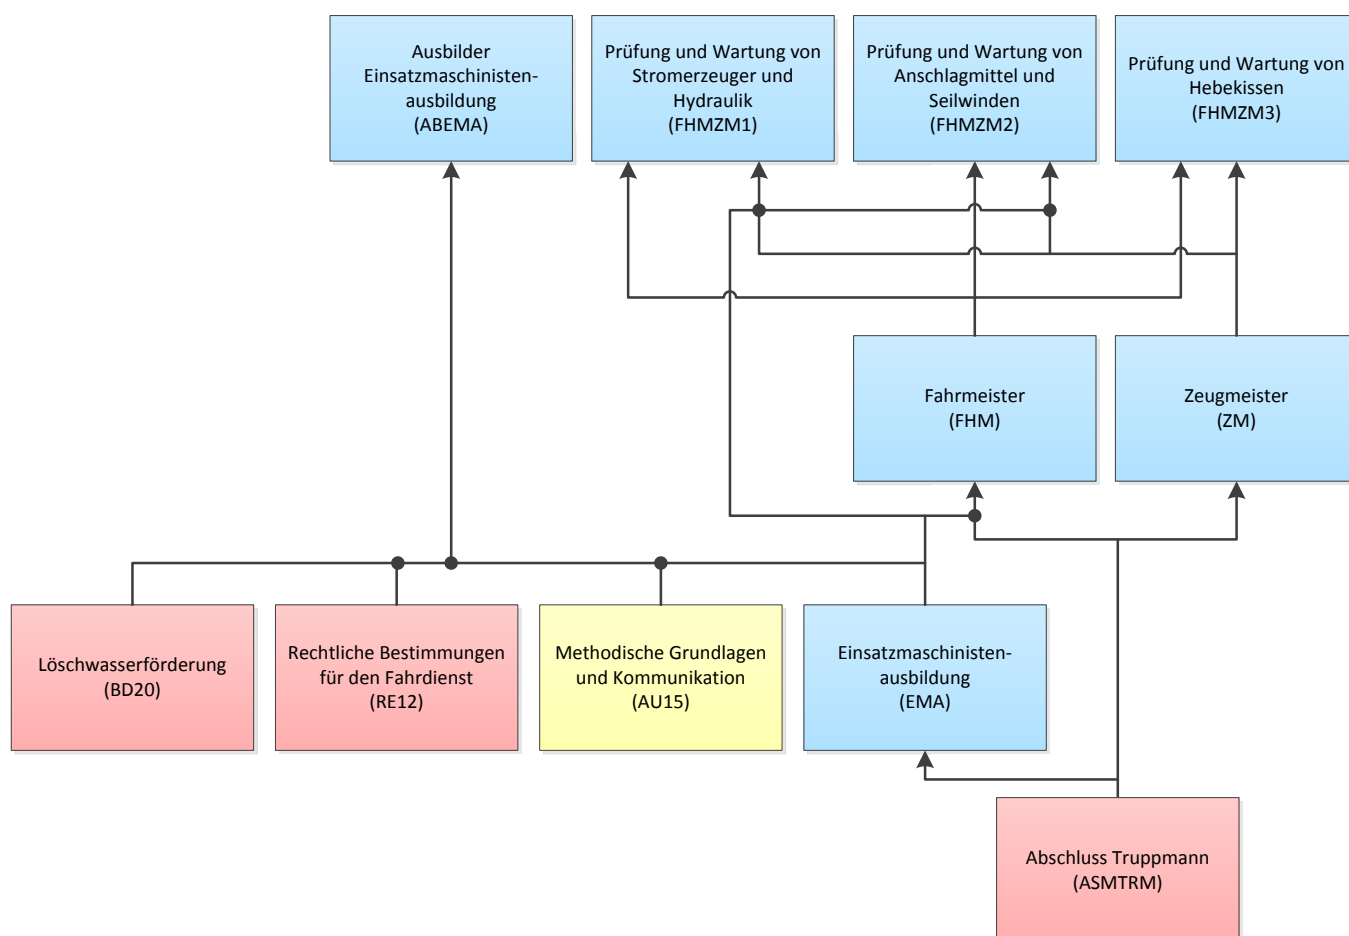 Ausbilder
Einsatzmaschinisten-
ausbildung
(ABEMA)
Prüfung und Wartung von
Stromerzeuger und
Hydraulik
(FHMZM1)
Prüfung und Wartung von
Anschlagmittel und
Seilwinden
(FHMZM2)
Prüfung und Wartung von
Hebekissen
(FHMZM3)
Fahrmeister
(FHM)
Zeugmeister
(ZM)
Löschwasserförderung
(BD20)
Rechtliche Bestimmungen
für den Fahrdienst
(RE12)
Methodische Grundlagen
und Kommunikation
(AU15)
Einsatzmaschinisten-
ausbildung
(EMA)
Abschluss Truppmann
(ASMTRM)